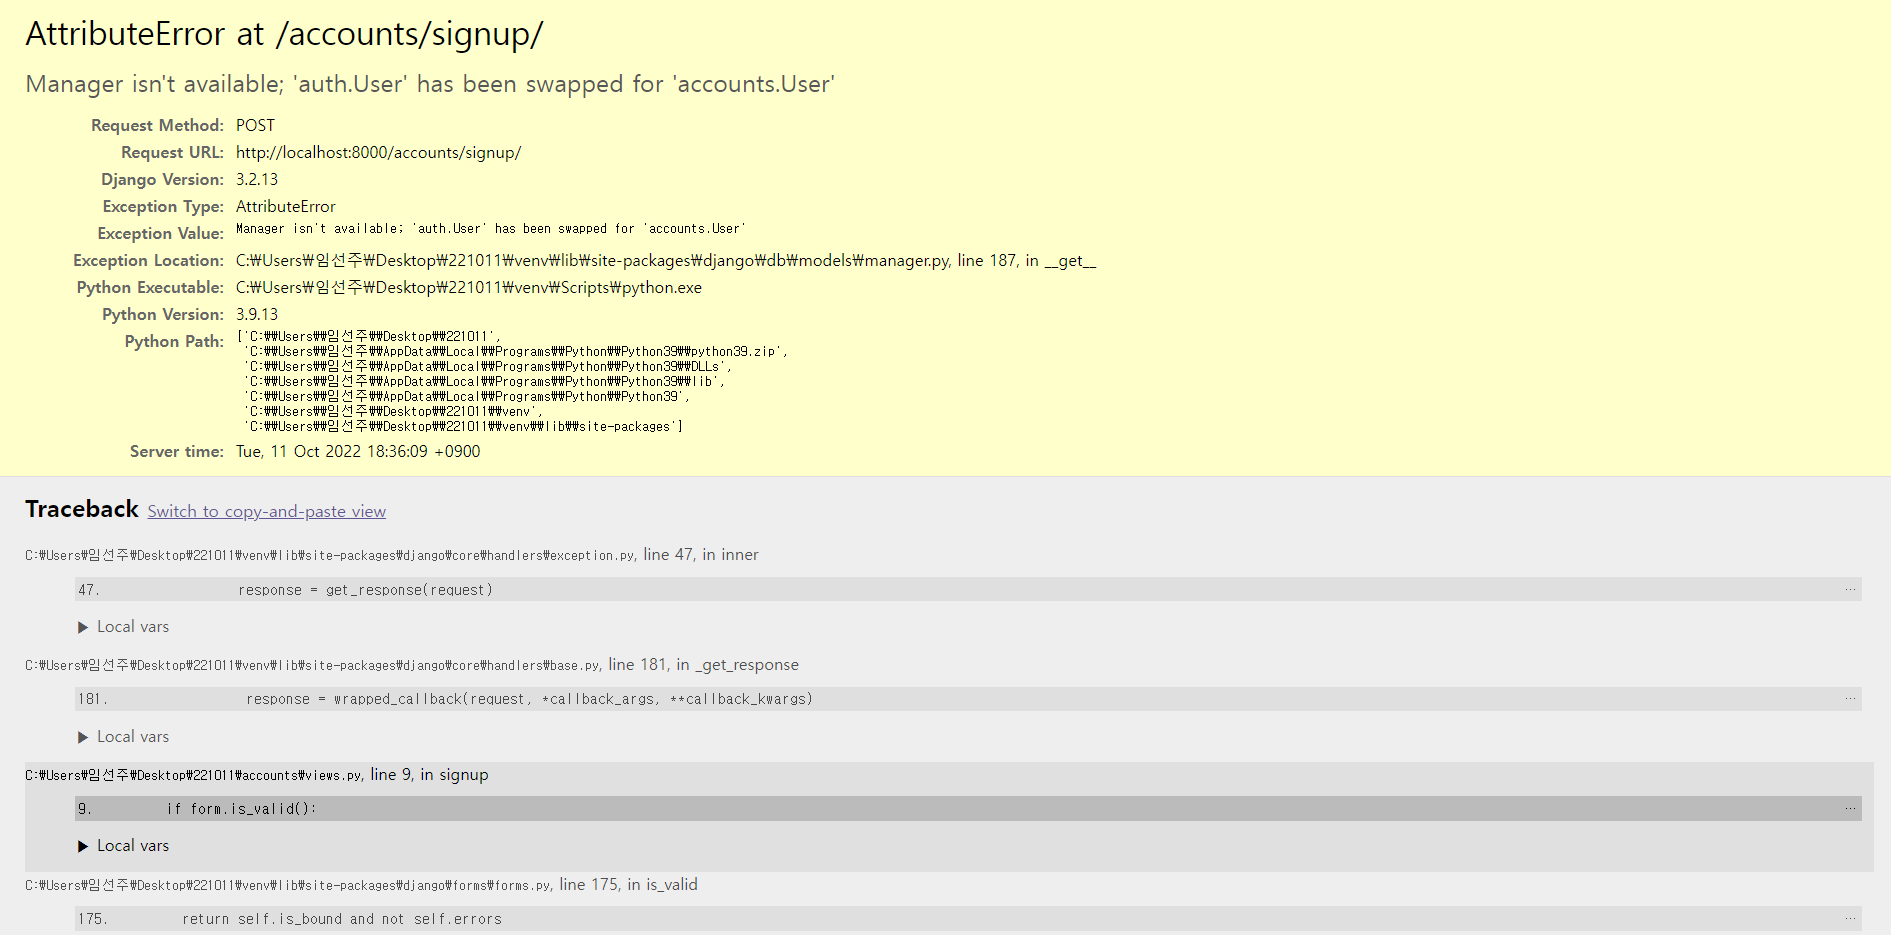 AttributeError at /accounts/signup/
Manager isn't available; 'auth.User' has been swapped for 'accounts.User'
Request Method: POST
Request URL: http://localhost:8000/accounts/signup/
Django Version: 3.2.13
Exception Type: AttributeError
Exception Value: Manager isn't available; 'auth.User' has been swapped for 'accounts.User'
Exception Location: C:₩Users₩임선주₩Desktop₩221011₩venv₩lib₩site-packages₩django₩db₩models₩manager.py, line 187, in __get__
Python Executable: C:₩Users₩임선주₩Desktop₩221011₩venv₩Scripts₩python.exe
Python Version: 3.9.13
Python Path: ['C:₩₩Users₩₩임선주₩₩Desktop₩₩221011',
'C:₩₩Users₩₩임선주₩₩AppData₩₩Local₩₩Programs₩₩Python₩₩Python39₩₩python39.zip',
'C:₩₩Users₩₩임선주₩₩AppData₩₩Local₩₩Programs₩₩Python₩₩Python39₩₩DLLs',
'C:₩₩Users₩₩임선주₩₩AppData₩₩Local₩₩Programs₩₩Python₩₩Python39₩₩lib',
'C:₩₩Users₩₩임선주₩₩AppData₩₩Local₩₩Programs₩₩Python₩₩Python39',
'C:₩₩Users₩₩임선주₩₩Desktop₩₩221011₩₩venv',
'C:₩₩Users₩₩임선주₩₩Desktop₩₩221011₩₩venv₩₩lib₩₩site-packages']
Server time: Tue, 11 Oct 2022 18:36:09 +0900
Traceback Switch to copy-and-paste view
C:₩Users₩임선주₩Desktop₩221011₩venv₩lib₩site-packages₩django₩core₩handlers₩exception.py, line 47, in inner
47. response = get_response(request) …
▶ Local vars
C:₩Users₩임선주₩Desktop₩221011₩venv₩lib₩site-packages₩django₩core₩handlers₩base.py, line 181, in _get_response
181. response = wrapped_callback(request, *callback_args, **callback_kwargs) …
▶ Local vars
C:₩Users₩임선주₩Desktop₩221011₩accounts₩views.py, line 9, in signup
9. if form.is_valid(): …
▶ Local vars
C:₩Users₩임선주₩Desktop₩221011₩venv₩lib₩site-packages₩django₩forms₩forms.py, line 175, in is_valid
175. return self.is_bound and not self.errors …